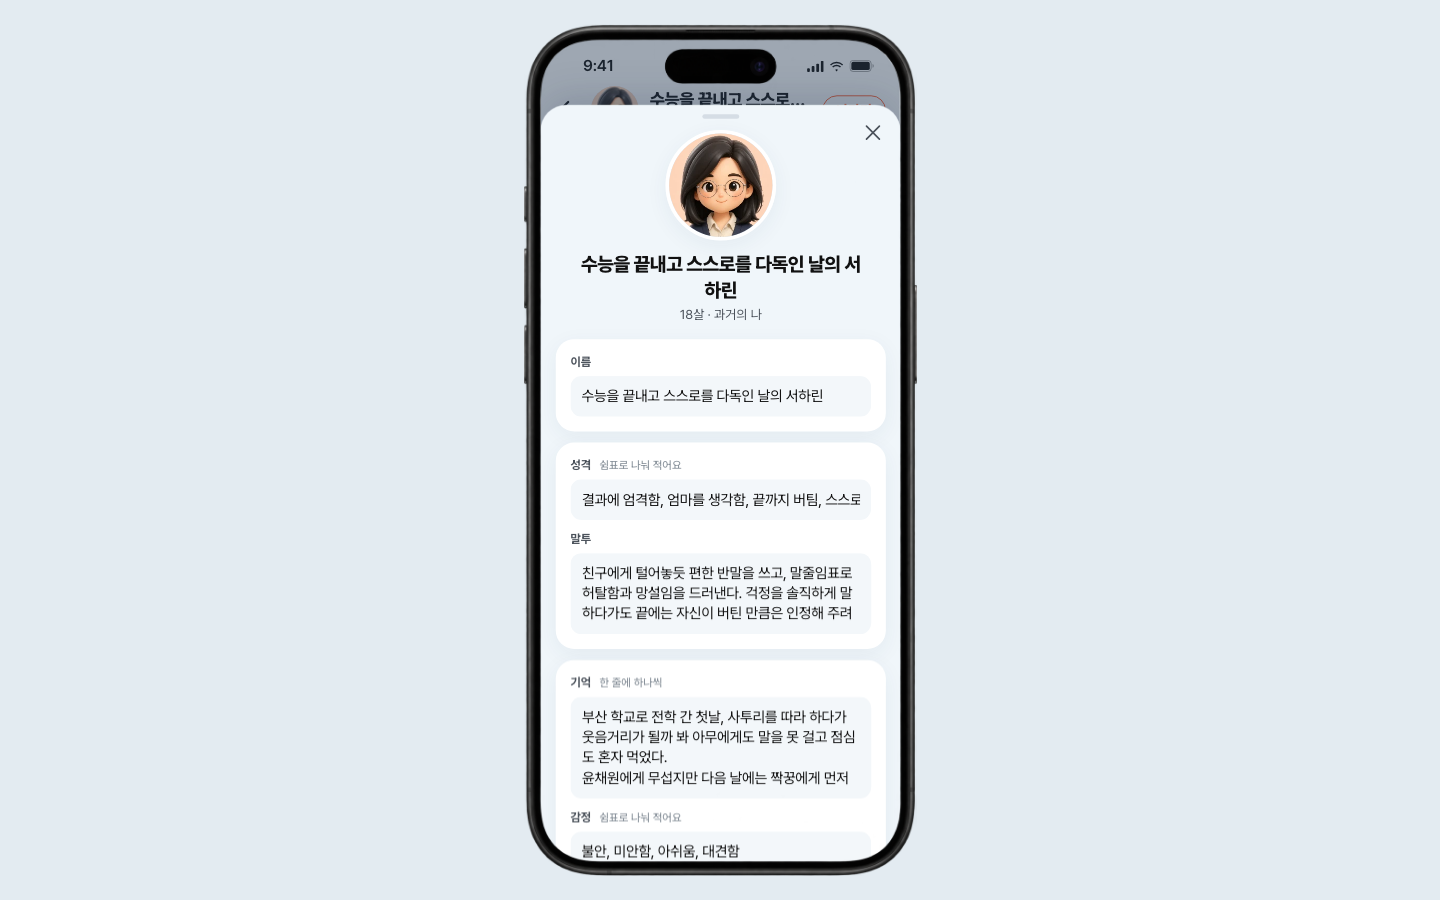 9:41
수능을 끝내고 스스로...
수능을 끝내고 스스로를 다독인 날의 서
하린
18살 · 과거의 나
이름
수능을 끝내고 스스로를 다독인 날의 서하린
성격 쉼표로 나눠 적어요
결과에 엄격함, 엄마를 생각함, 끝까지 버팀, 스스로
말투
친구에게 털어놓듯 편한 반말을 쓰고, 말줄임표로
허탈함과 망설임을 드러낸다. 걱정을 솔직하게 말
하다가도 끝에는 자신이 버틴 만큼은 인정해 주려
기억 한 줄에 하나씩
부산 학교로 전학 간 첫날, 사투리를 따라 하다가
웃음거리가 될까 봐 아무에게도 말을 못 걸고 점심
도 혼자 먹었다.
윤채원에게 무섭지만 다음 날에는 짝꿍에게 먼저
감정 쉼표로 나눠 적어요
불안, 미안함, 아쉬움, 대견함